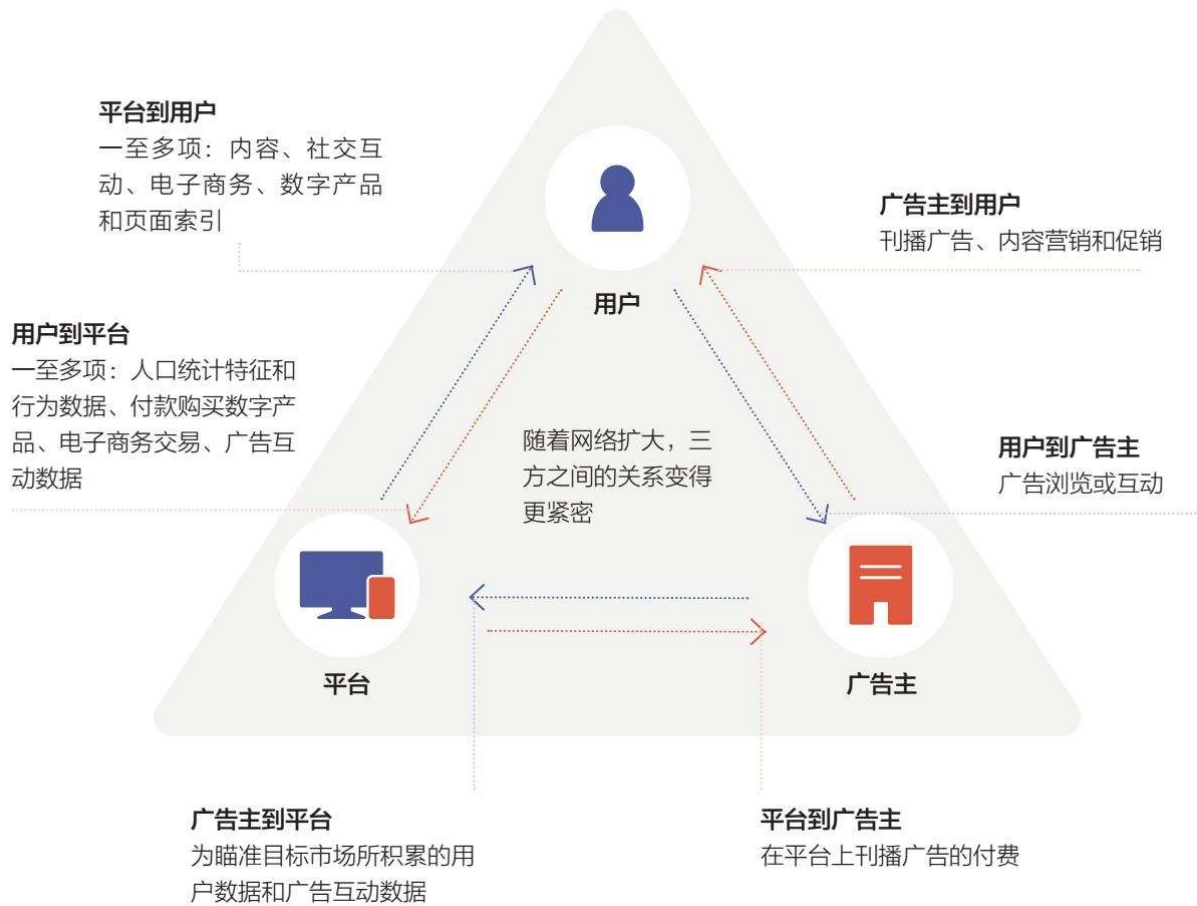 平台到用户
一至多项：内容、社交互
动、电子商务、数字产品
和页面索引
广告主到用户
刊播广告、内容营销和促销
用户
用户到平台
一至多项：人口统计特征和
行为数据、付款购买数字产
品、电子商务交易、广告互
动数据
随着网络扩大，三
方之间的关系变得
更紧密
用户到广告主
广告浏览或互动
平台
广告主
广告主到平台
为瞄准目标市场所积累的用
户数据和广告互动数据
平台到广告主
在平台上刊播广告的付费